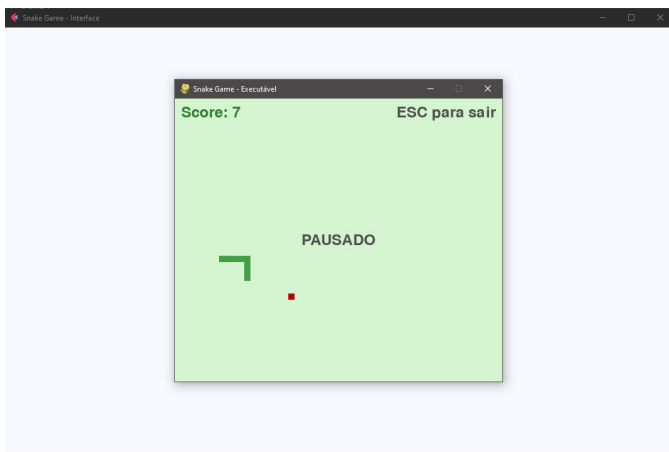 Snake Game - Interface
Snake Game - Executável
Score: 7
ESC para sair
PAUSADO